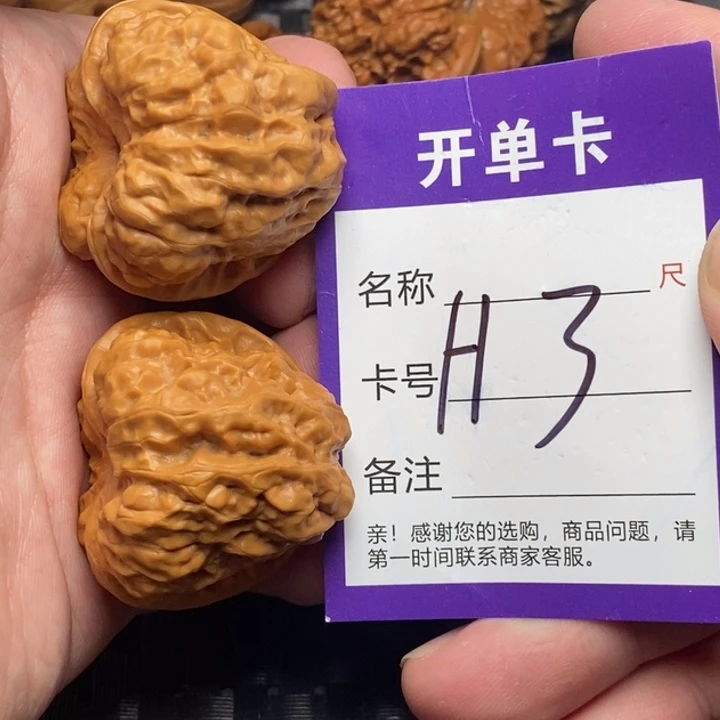 开单卡
名称 尺
H 3
卡号
备注
亲！感谢您的选购，商品问题，请
第一时间联系商家客服。